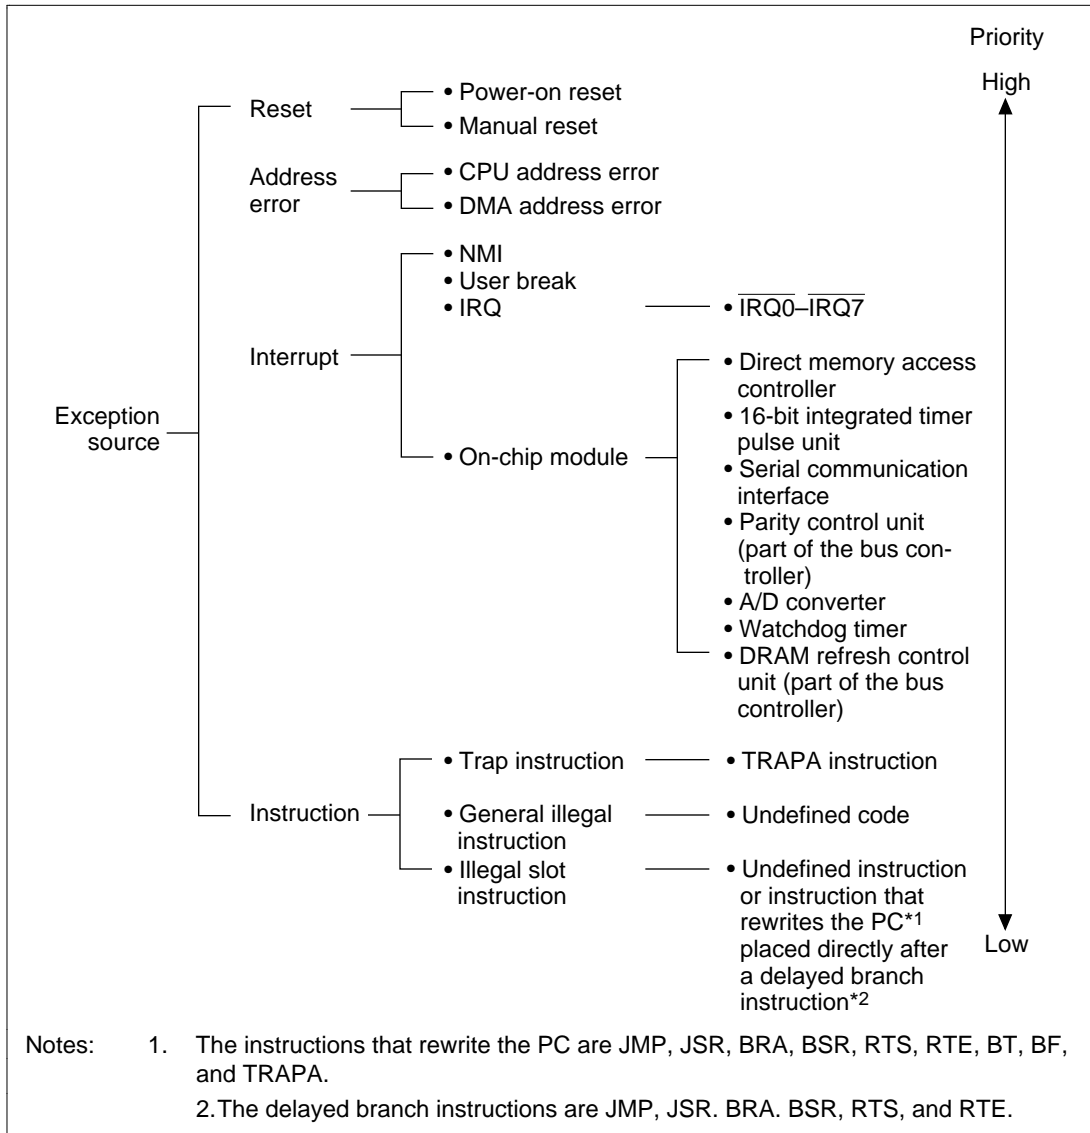 Priority
High
Reset
• Power-on reset
• Manual reset
Address
error
• CPU address error
• DMA address error
Interrupt
• NMI
• User break
• IRQ
• IRQ0–IRQ7
• On-chip module
• Direct memory access
controller
• 16-bit integrated timer
pulse unit
• Serial communication
interface
• Parity control unit
(part of the bus con-
troller)
• A/D converter
• Watchdog timer
• DRAM refresh control
unit (part of the bus
controller)
Exception
source
Instruction
• Trap instruction
• TRAPA instruction
• General illegal
instruction
• Undefined code
• Illegal slot
instruction
• Undefined instruction
or instruction that
rewrites the PC*1
placed directly after
a delayed branch
instruction*2
Low
Notes: 1. The instructions that rewrite the PC are JMP, JSR, BRA, BSR, RTS, RTE, BT, BF,
and TRAPA.
2.The delayed branch instructions are JMP, JSR. BRA. BSR, RTS, and RTE.